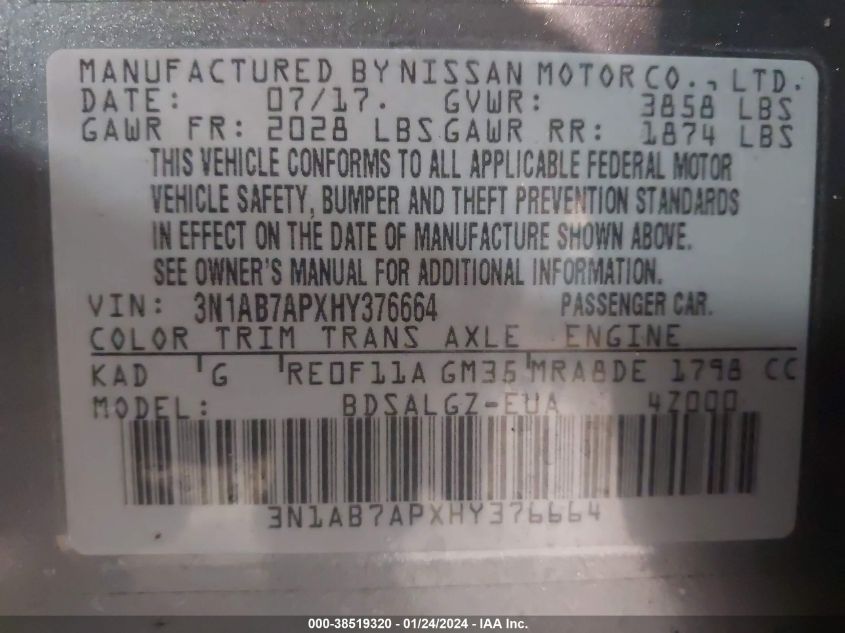 MANUFACTURED BY NISSAN MOTOR CO., LTD.
DATE: 07/17. GVWR: 3858 LBS
GAWR FR: 2028 LBS GAWR RR: 1874 LBS
THIS VEHICLE CONFORMS TO ALL APPLICABLE FEDERAL MOTOR
VEHICLE SAFETY, BUMPER AND THEFT PREVENTION STANDARDS
IN EFFECT ON THE DATE OF MANUFACTURE SHOWN ABOVE.
SEE OWNER'S MANUAL FOR ADDITIONAL INFORMATION.
VIN: 3N1AB7APXHY376664 PASSENGER CAR.
COLOR TRIM TRANS AXLE ENGINE
KAD G RE0F11A GM35 MRA8DE 1798 CC
MODEL: BDSALGZ-EUA 4Z000
3N1AB7APXHY376664
000-38519320 - 01/24/2024 - IAA Inc.